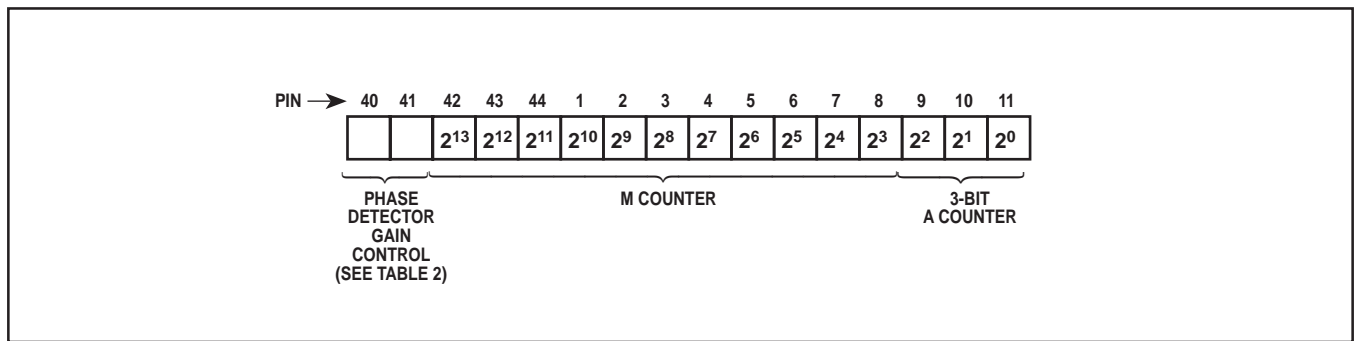 PIN → 40 41 42 43 44 1 2 3 4 5 6 7 8 9 10 11
2¹³ 2¹² 2¹¹ 2¹⁰ 2⁹ 2⁸ 2⁷ 2⁶ 2⁵ 2⁴ 2³ 2² 2¹ 2⁰
PHASE
DETECTOR
GAIN
CONTROL
(SEE TABLE 2)
M COUNTER
3-BIT
A COUNTER